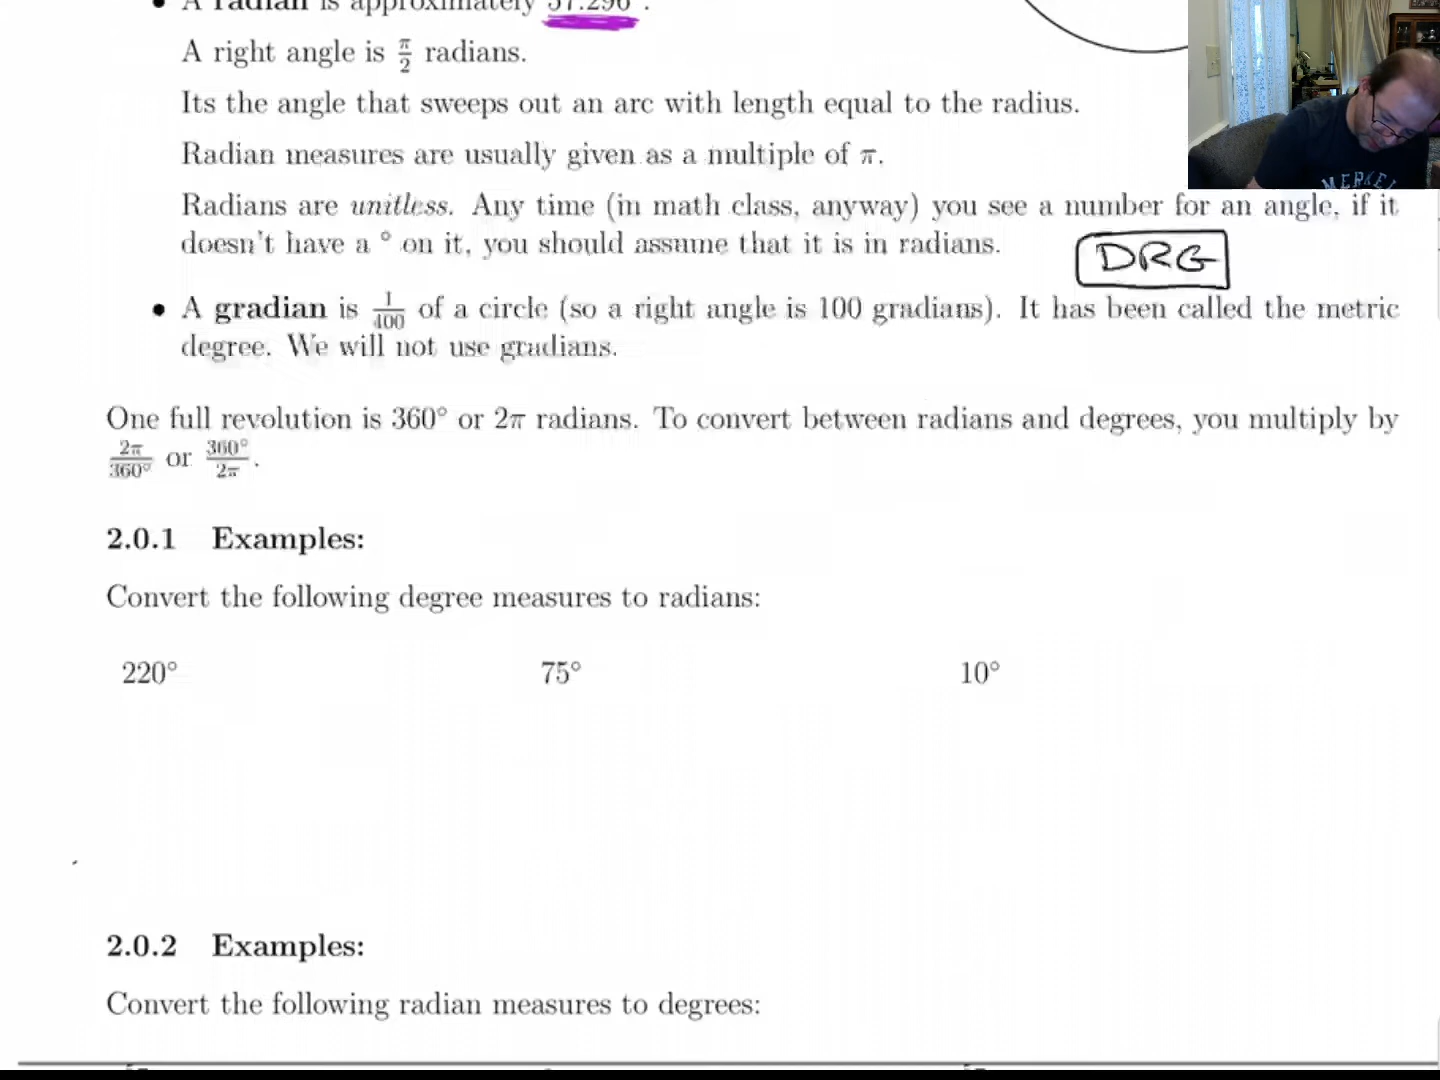 • A radian is approximately 57.296°.
A right angle is π/2 radians.
Its the angle that sweeps out an arc with length equal to the radius.
Radian measures are usually given as a multiple of π.
Radians are unitless. Any time (in math class, anyway) you see a number for an angle, if it
doesn't have a ° on it, you should assume that it is in radians.
DRG
• A gradian is 1/400 of a circle (so a right angle is 100 gradians). It has been called the metric
degree. We will not use gradians.
One full revolution is 360° or 2π radians. To convert between radians and degrees, you multiply by
2π/360° or 360°/2π.
2.0.1 Examples:
Convert the following degree measures to radians:
220° 75° 10°
2.0.2 Examples:
Convert the following radian measures to degrees: